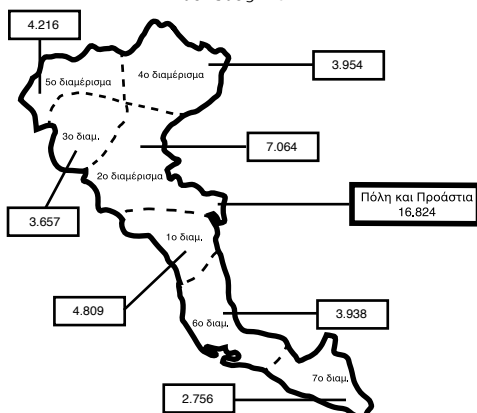 4.216
5ο διαμέρισμα
4ο διαμέρισμα
3.954
3ο διαμ.
7.064
2ο διαμέρισμα
Πόλη και Προάστια
16.824
3.657
1ο διαμ.
4.809
3.938
6ο διαμ.
7ο διαμ.
2.756